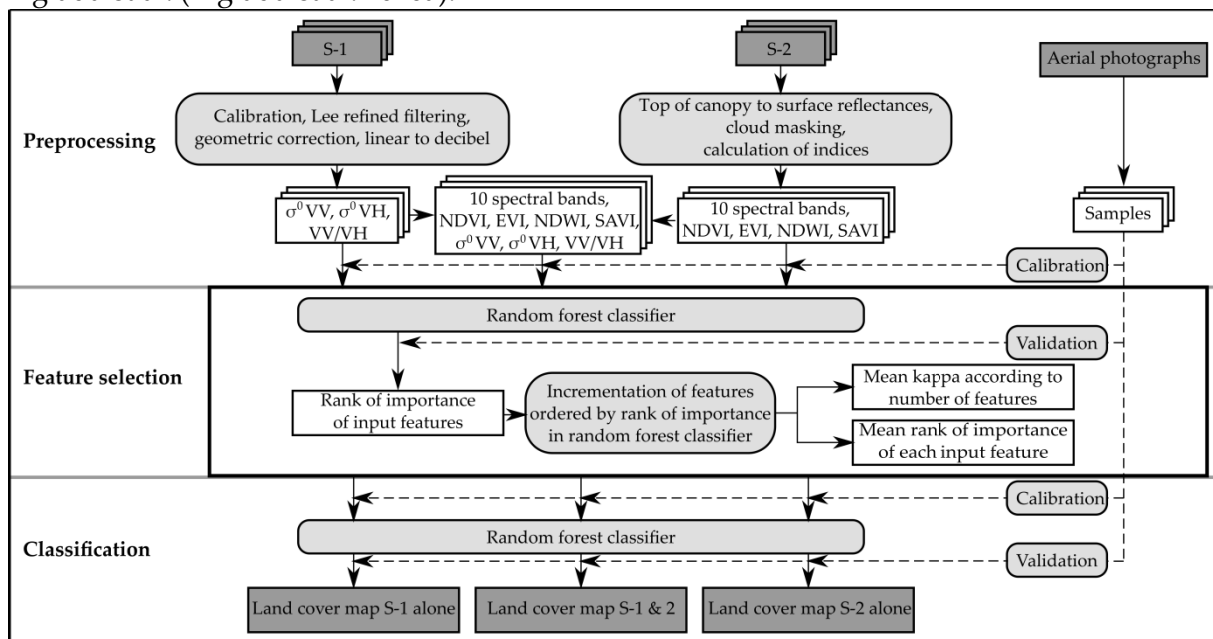 S-1
S-2
Aerial photographs
Preprocessing
Calibration, Lee refined filtering,
geometric correction, linear to decibel
Top of canopy to surface reflectances,
cloud masking,
calculation of indices
σ⁰VV, σ⁰VH,
VV/VH
10 spectral bands,
NDVI, EVI, NDWI, SAVI,
σ⁰VV, σ⁰VH, VV/VH
10 spectral bands,
NDVI, EVI, NDWI, SAVI
Samples
Calibration
Feature selection
Random forest classifier
Validation
Rank of importance
of input features
Incrementation of features
ordered by rank of importance
in random forest classifier
Mean kappa according to
number of features
Mean rank of importance
of each input feature
Classification
Calibration
Random forest classifier
Validation
Land cover map S-1 alone
Land cover map S-1 & 2
Land cover map S-2 alone